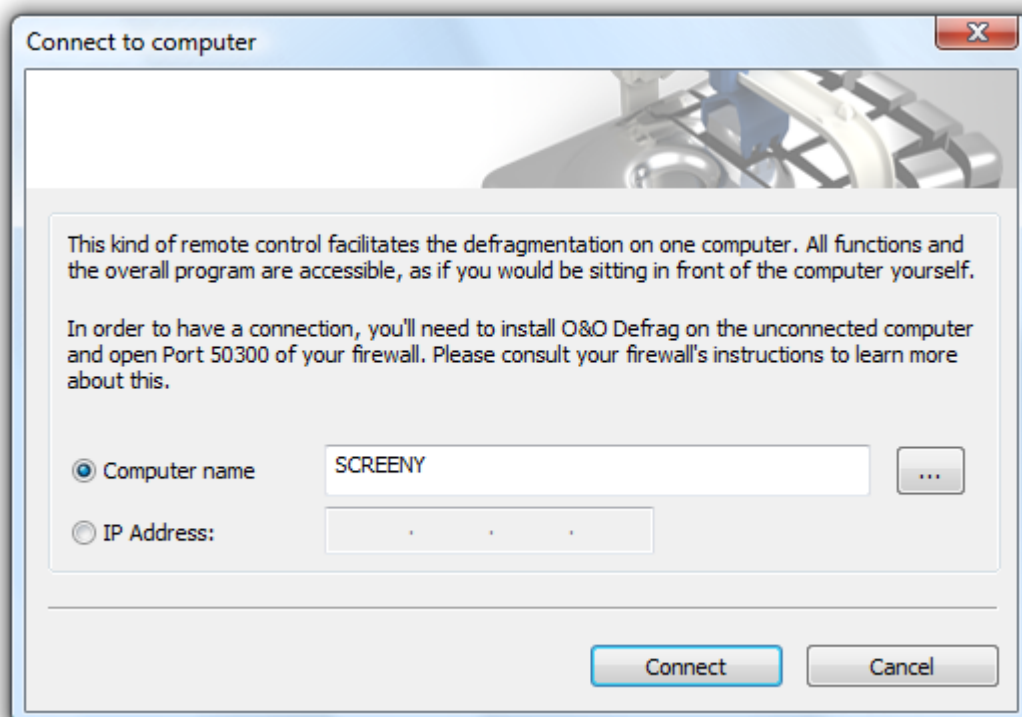 Connect to computer
This kind of remote control facilitates the defragmentation on one computer. All functions and
the overall program are accessible, as if you would be sitting in front of the computer yourself.
In order to have a connection, you'll need to install O&O Defrag on the unconnected computer
and open Port 50300 of your firewall. Please consult your firewall's instructions to learn more
about this.
Computer name SCREENY ...
IP Address: . . .
Connect Cancel